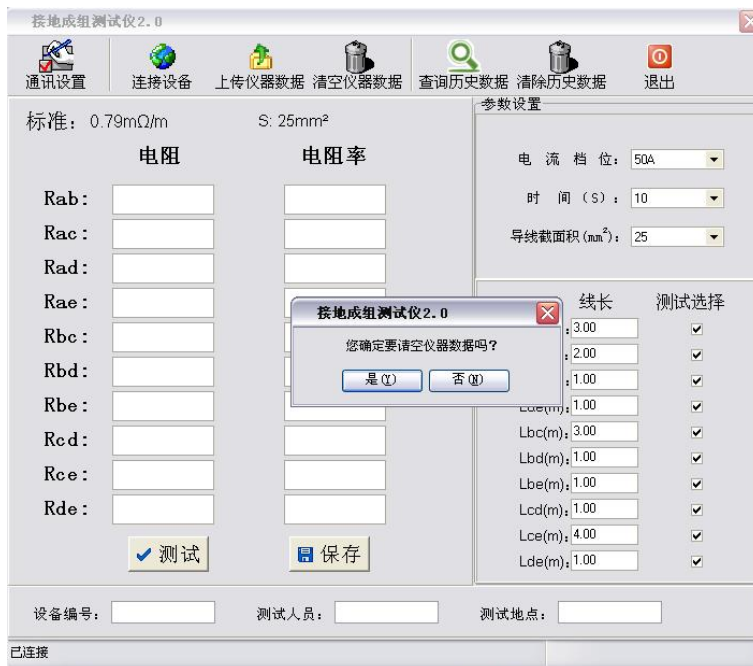 接地成组测试仪2.0
通讯设置 连接设备 上传仪器数据 清空仪器数据 查询历史数据 清除历史数据 退出
标准: 0.79mΩ/m S: 25mm²
参数设置
电阻 电阻率
电 流 档 位: 50A
时 间 (S) : 10
导线截面积(mm²): 25
Rab:
Rac:
Rad:
Rae:
Rbc:
Rbd:
Rbe:
Rcd:
Rce:
Rde:
接地成组测试仪2.0
您确定要请空仪器数据吗?
是(Y) 否(N)
线长 测试选择
3.00
2.00
1.00
1.00
Lbc(m): 3.00
Lbd(m): 1.00
Lbe(m): 1.00
Lcd(m): 1.00
Lce(m): 4.00
Lde(m): 1.00
测试 保存
设备编号: 测试人员: 测试地点:
已连接